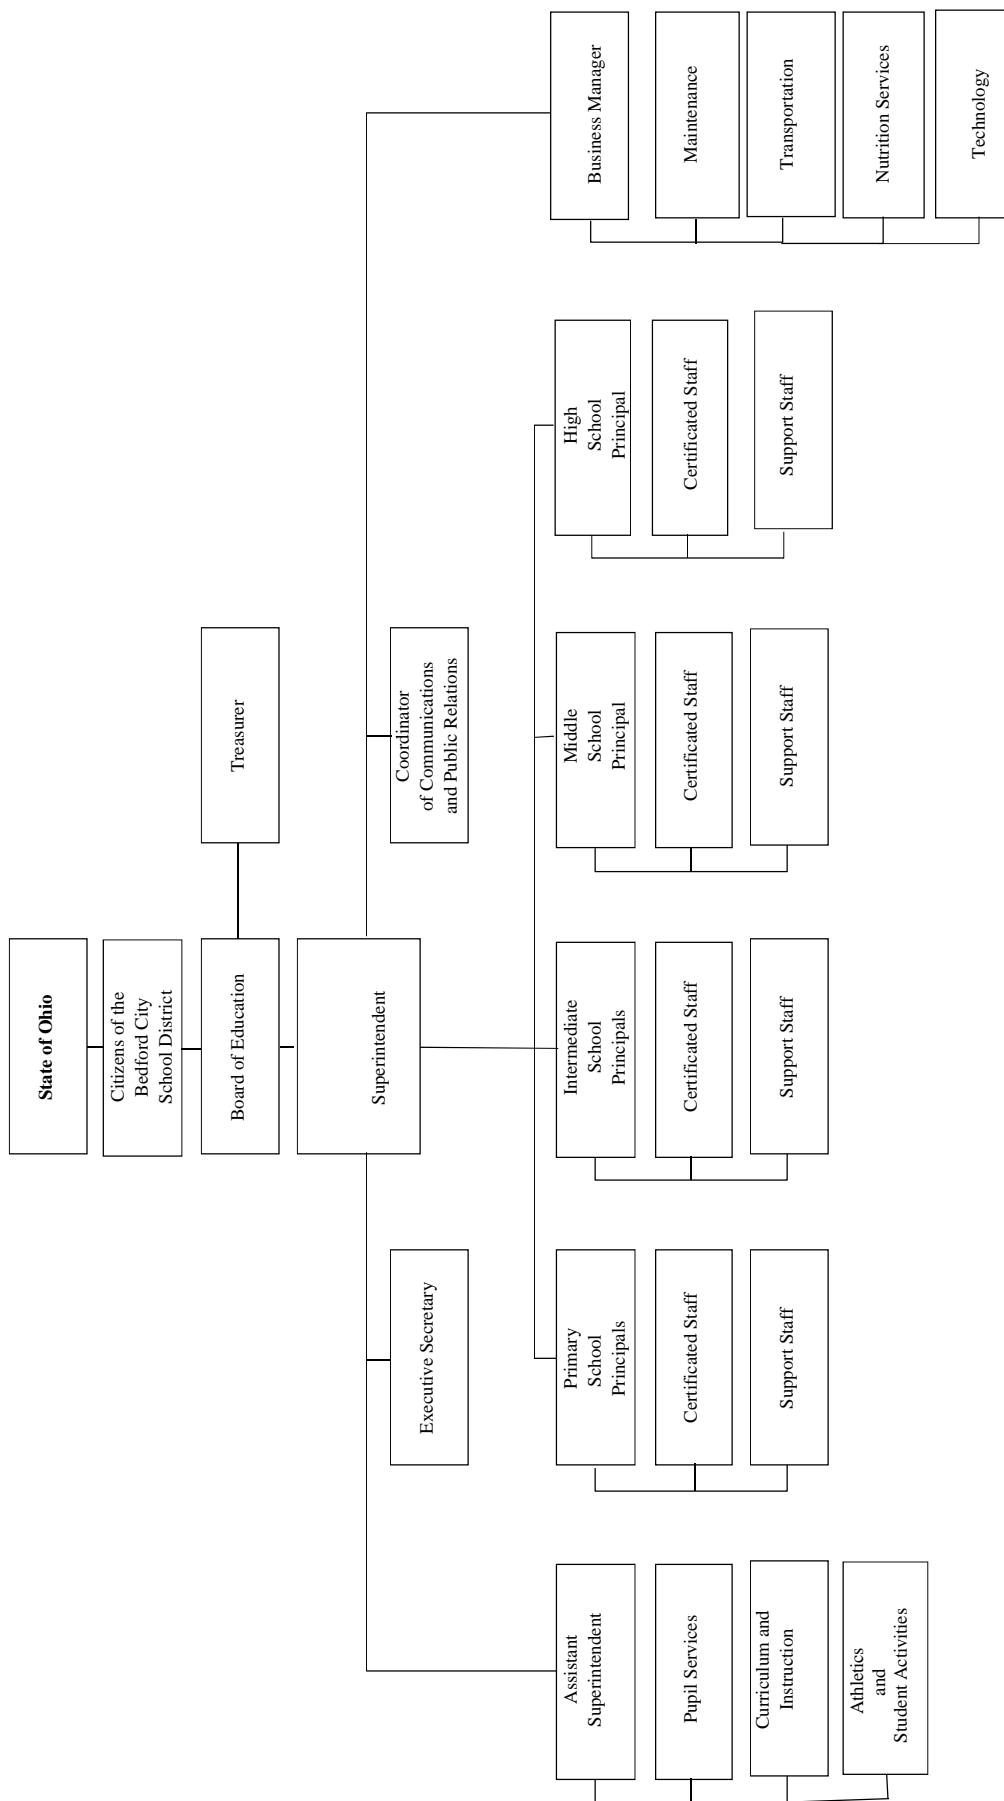 State of Ohio
Citizens of the
Bedford City
School District
Board of Education
Treasurer
Superintendent
Executive Secretary
Coordinator
of Communications
and Public Relations
Assistant
Superintendent
Pupil Services
Curriculum and
Instruction
Athletics
and
Student Activities
Primary
School
Principals
Certificated Staff
Support Staff
Intermediate
School
Principals
Certificated Staff
Support Staff
Middle
School
Principal
Certificated Staff
Support Staff
High
School
Principal
Certificated Staff
Support Staff
Business Manager
Maintenance
Transportation
Nutrition Services
Technology